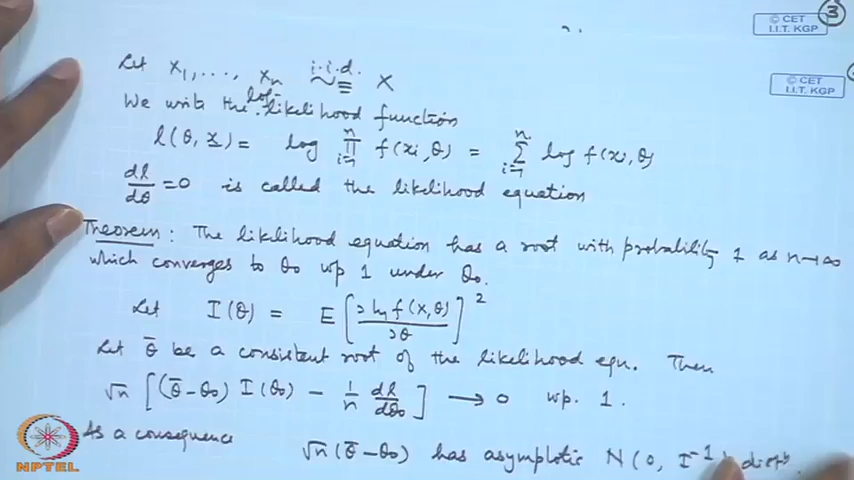 3
© CET
I.I.T. KGP
© CET
I.I.T. KGP
Let X₁, ..., Xₙ i.i.d. ~ ≡ X
We write the log-likelihood function
l(θ, x) = log ∏ᵢ₌₁ⁿ f(xᵢ, θ) = ∑ᵢ₌₁ⁿ log f(xᵢ, θ)
dl/dθ = 0 is called the likelihood equation
Theorem: The likelihood equation has a root with probability 1 as n→∞
which converges to θ₀ wp 1 under θ₀.
Let I(θ) = E [∂ log f(X, θ)/∂θ]²
Let θ̄ be a consistent root of the likelihood eqn. Then
√n [(θ̄-θ₀) I(θ₀) - 1/n dl/dθ₀] → 0 wp. 1.
As a consequence √n (θ̄-θ₀) has asymptotic N(0, I⁻¹) distⁿ.
NPTEL